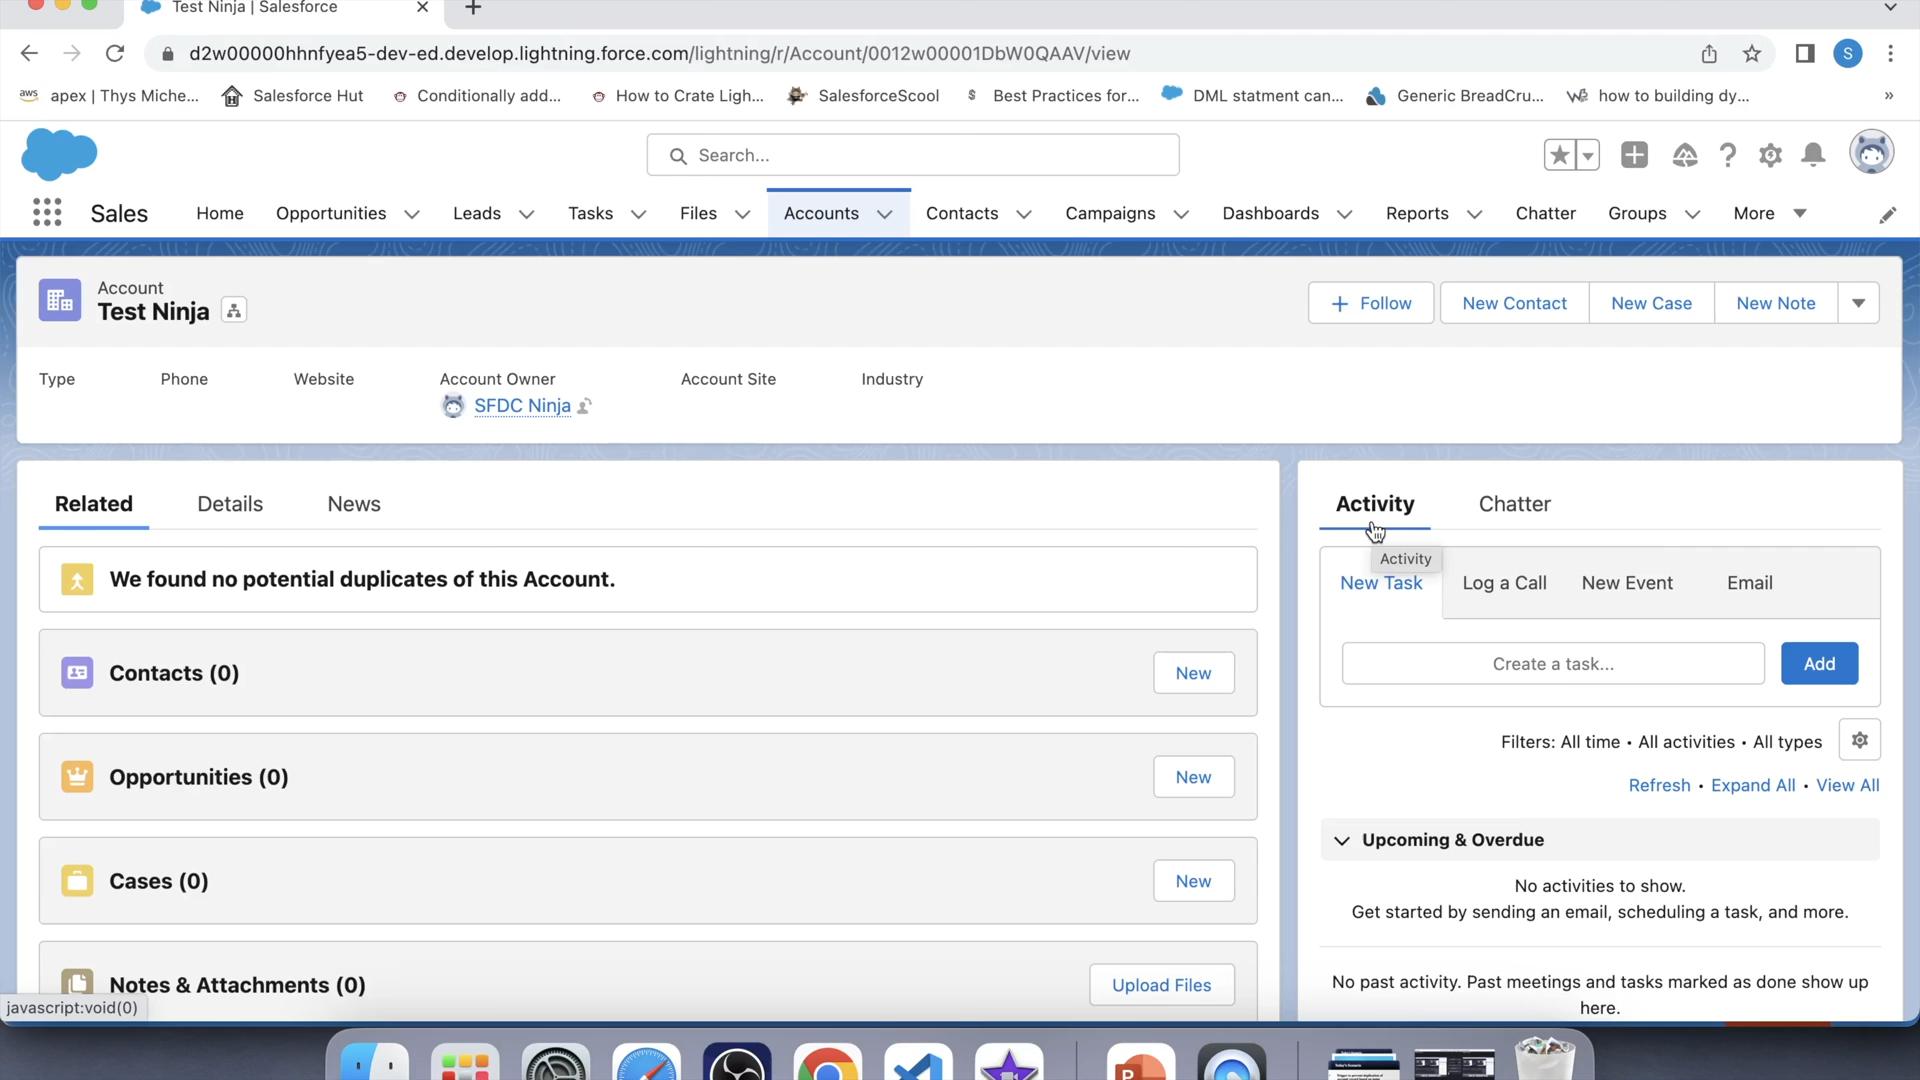 Test Ninja | Salesforce
d2w00000hhnfyea5-dev-ed.develop.lightning.force.com/lightning/r/Account/0012w00001DbW0QAAV/view
S
aws apex | Thys Miche... Salesforce Hut Conditionally add... How to Crate Ligh... SalesforceScool $ Best Practices for... DML statment can... Generic BreadCru... how to building dy... »
Search...
Sales Home Opportunities Leads Tasks Files Accounts Contacts Campaigns Dashboards Reports Chatter Groups More
Account
Test Ninja
+ Follow New Contact New Case New Note
Type Phone Website Account Owner Account Site Industry
SFDC Ninja
Related Details News
Activity Chatter
Activity
We found no potential duplicates of this Account.
New Task Log a Call New Event Email
Contacts (0) New
Create a task... Add
Filters: All time • All activities • All types
Opportunities (0) New
Refresh • Expand All • View All
Upcoming & Overdue
Cases (0) New
No activities to show.
Get started by sending an email, scheduling a task, and more.
Notes & Attachments (0) Upload Files
No past activity. Past meetings and tasks marked as done show up
here.
javascript:void(0)
P